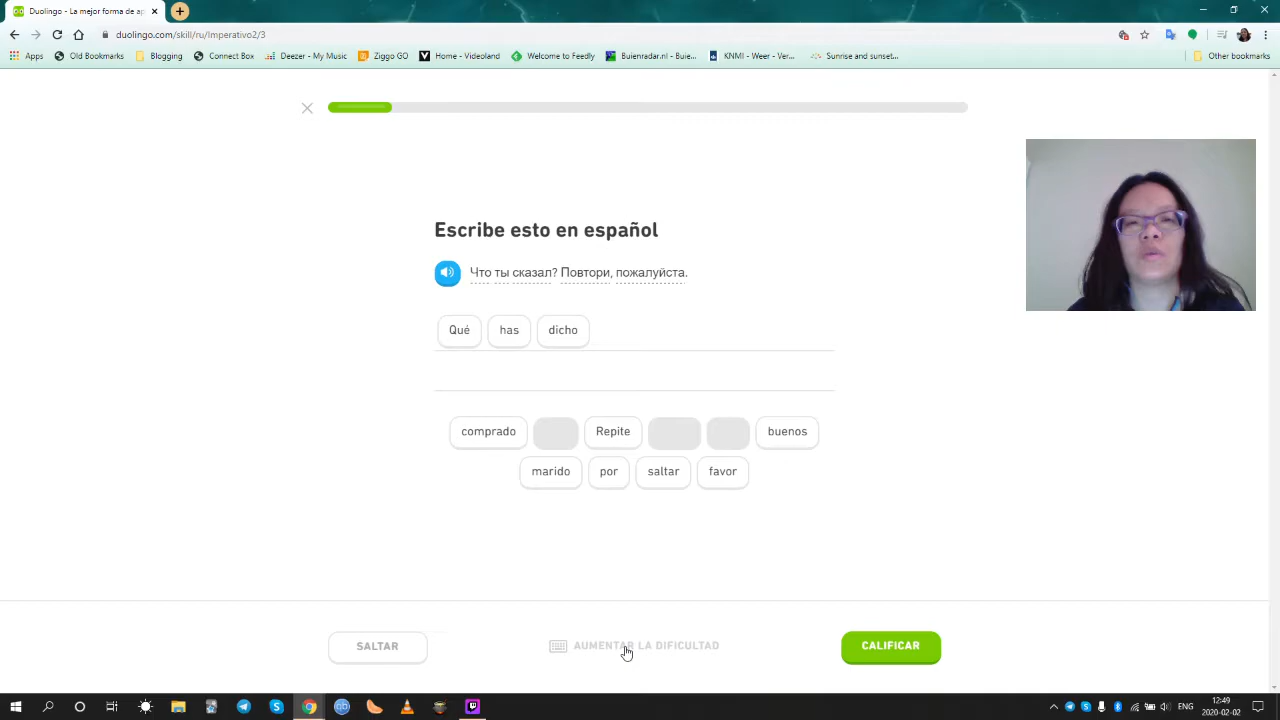 Duolingo - La mejor forma de ap
duolingo.com/skill/ru/Imperativo2/3
Apps Old Bookmarks Blogging Connect Box Deezer - My Music Ziggo GO Home - Videoland Welcome to Feedly Buienradar.nl - Buie... KNMI - Weer - Ver... Sunrise and sunset... Other bookmarks
Escribe esto en español
Что ты сказал? Повтори, пожалуйста.
Qué has dicho
comprado Repite buenos
marido por saltar favor
SALTAR AUMENTAR LA DIFICULTAD CALIFICAR
ENG 12:49
2020-02-02